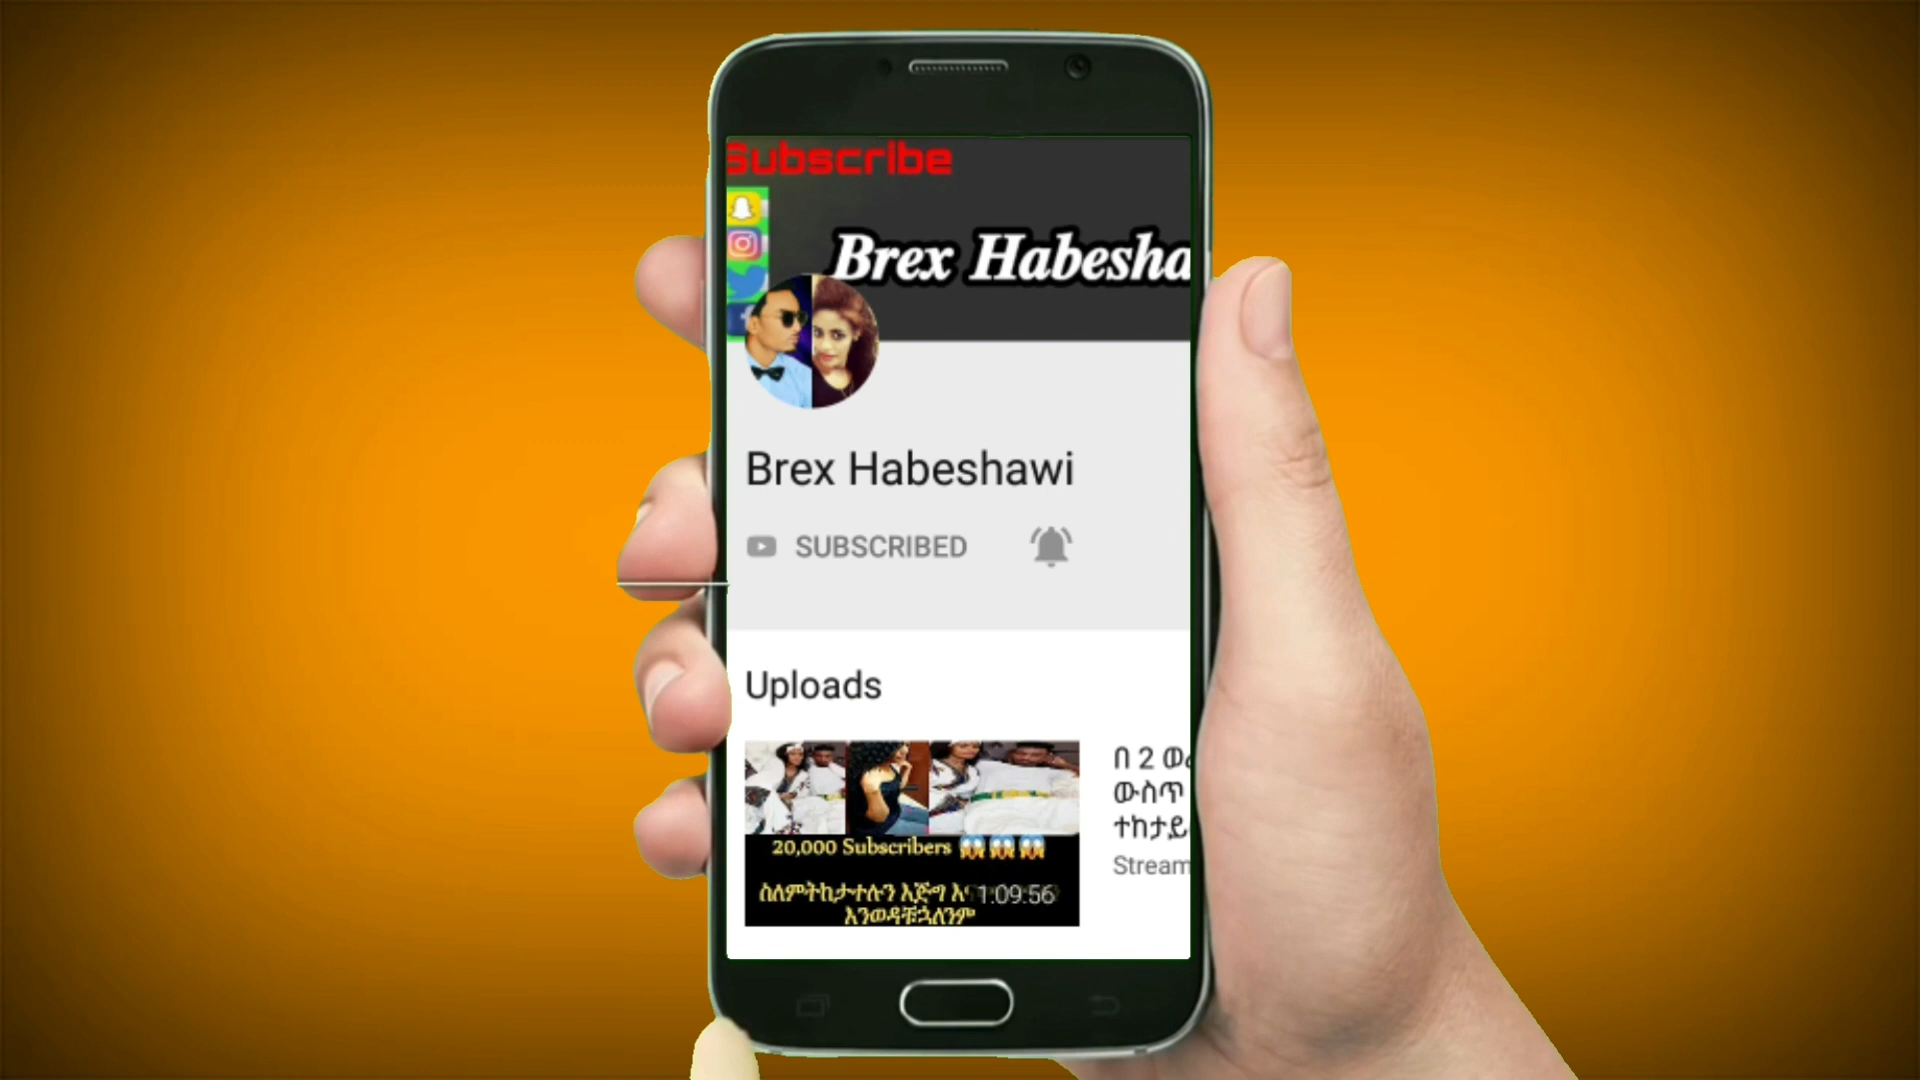 Subscribe
Brex Habesha
Brex Habeshawi
SUBSCRIBED
Uploads
20,000 Subscribers 😱😱😱
ስለምትከታተሉን እጅግ
1:09:56
እንወዳቹኋለንም
በ 2
ውስጥ
ተከታይ
Stream